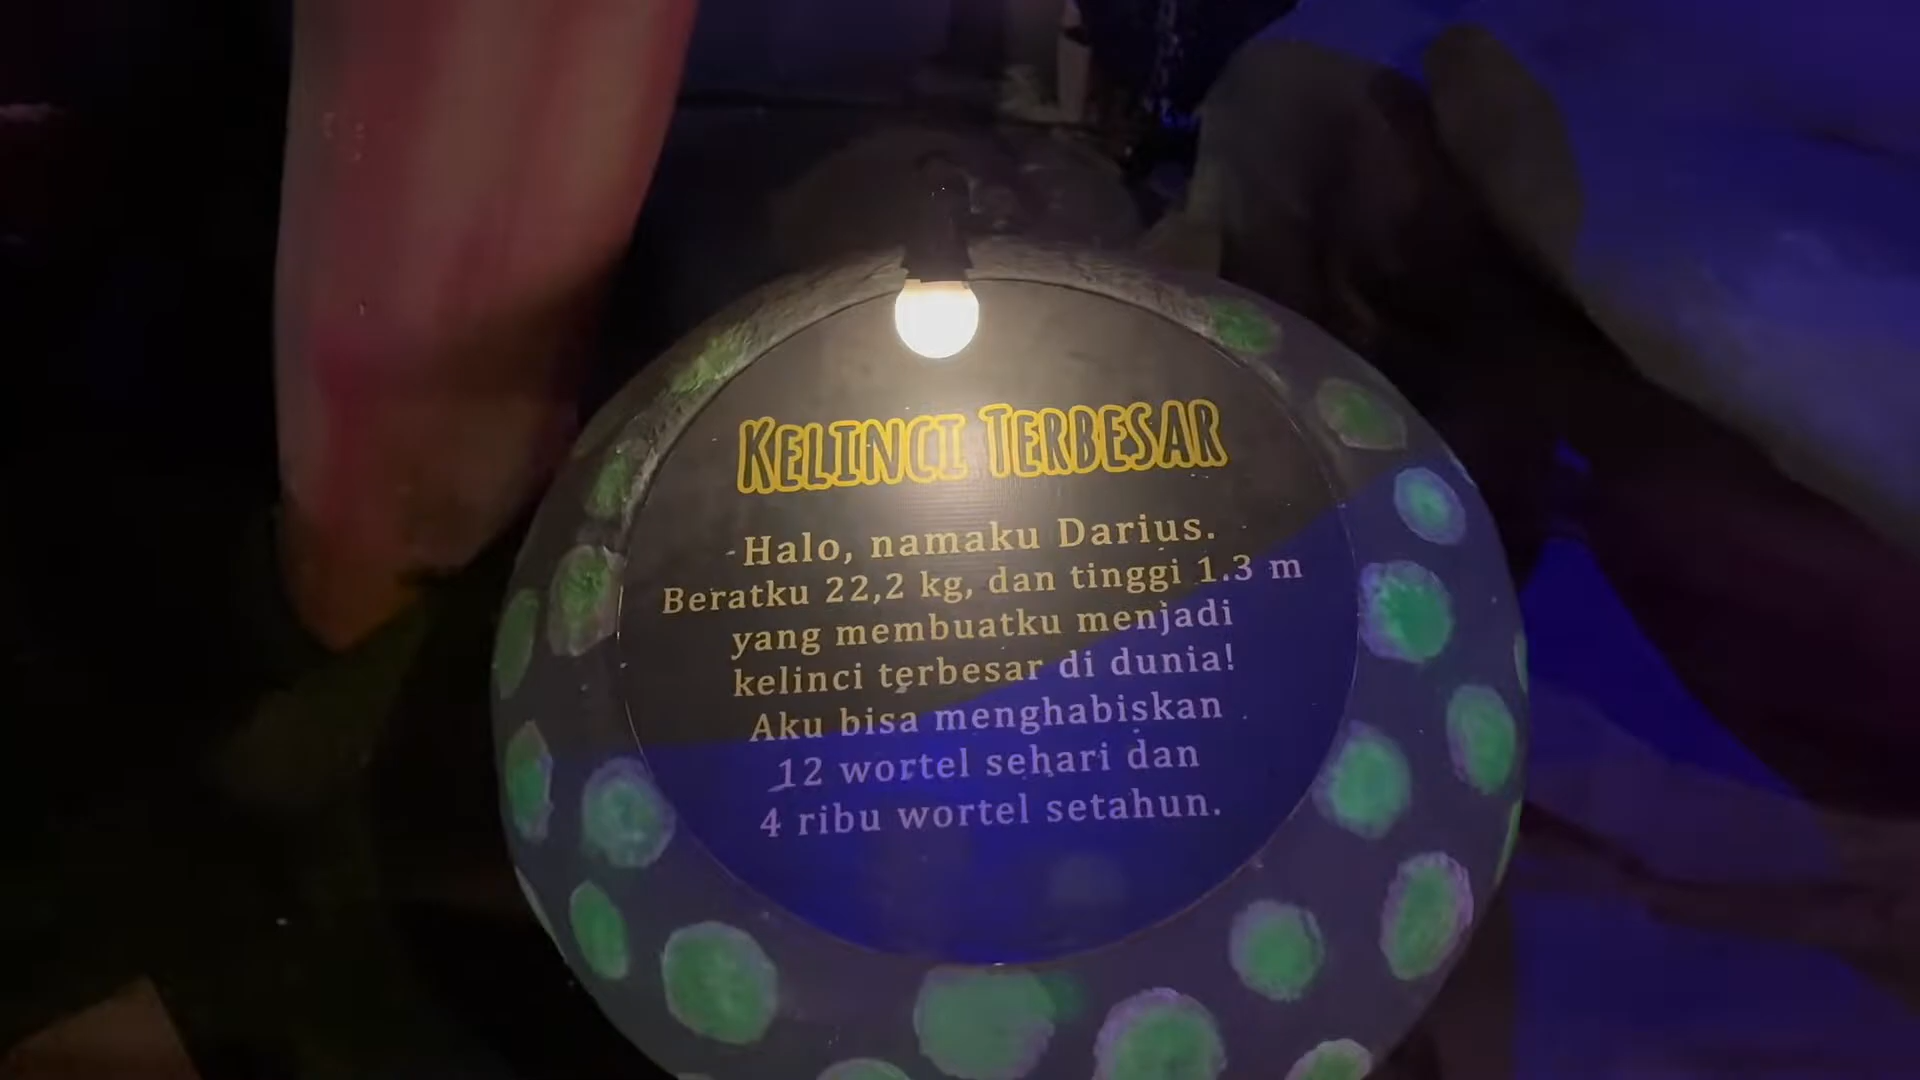 KELINCI TERBESAR
Halo, namaku Darius.
Beratku 22,2 kg, dan tinggi 1.3 m
yang membuatku menjadi
kelinci terbesar di dunia!
Aku bisa menghabiskan
12 wortel sehari dan
4 ribu wortel setahun.